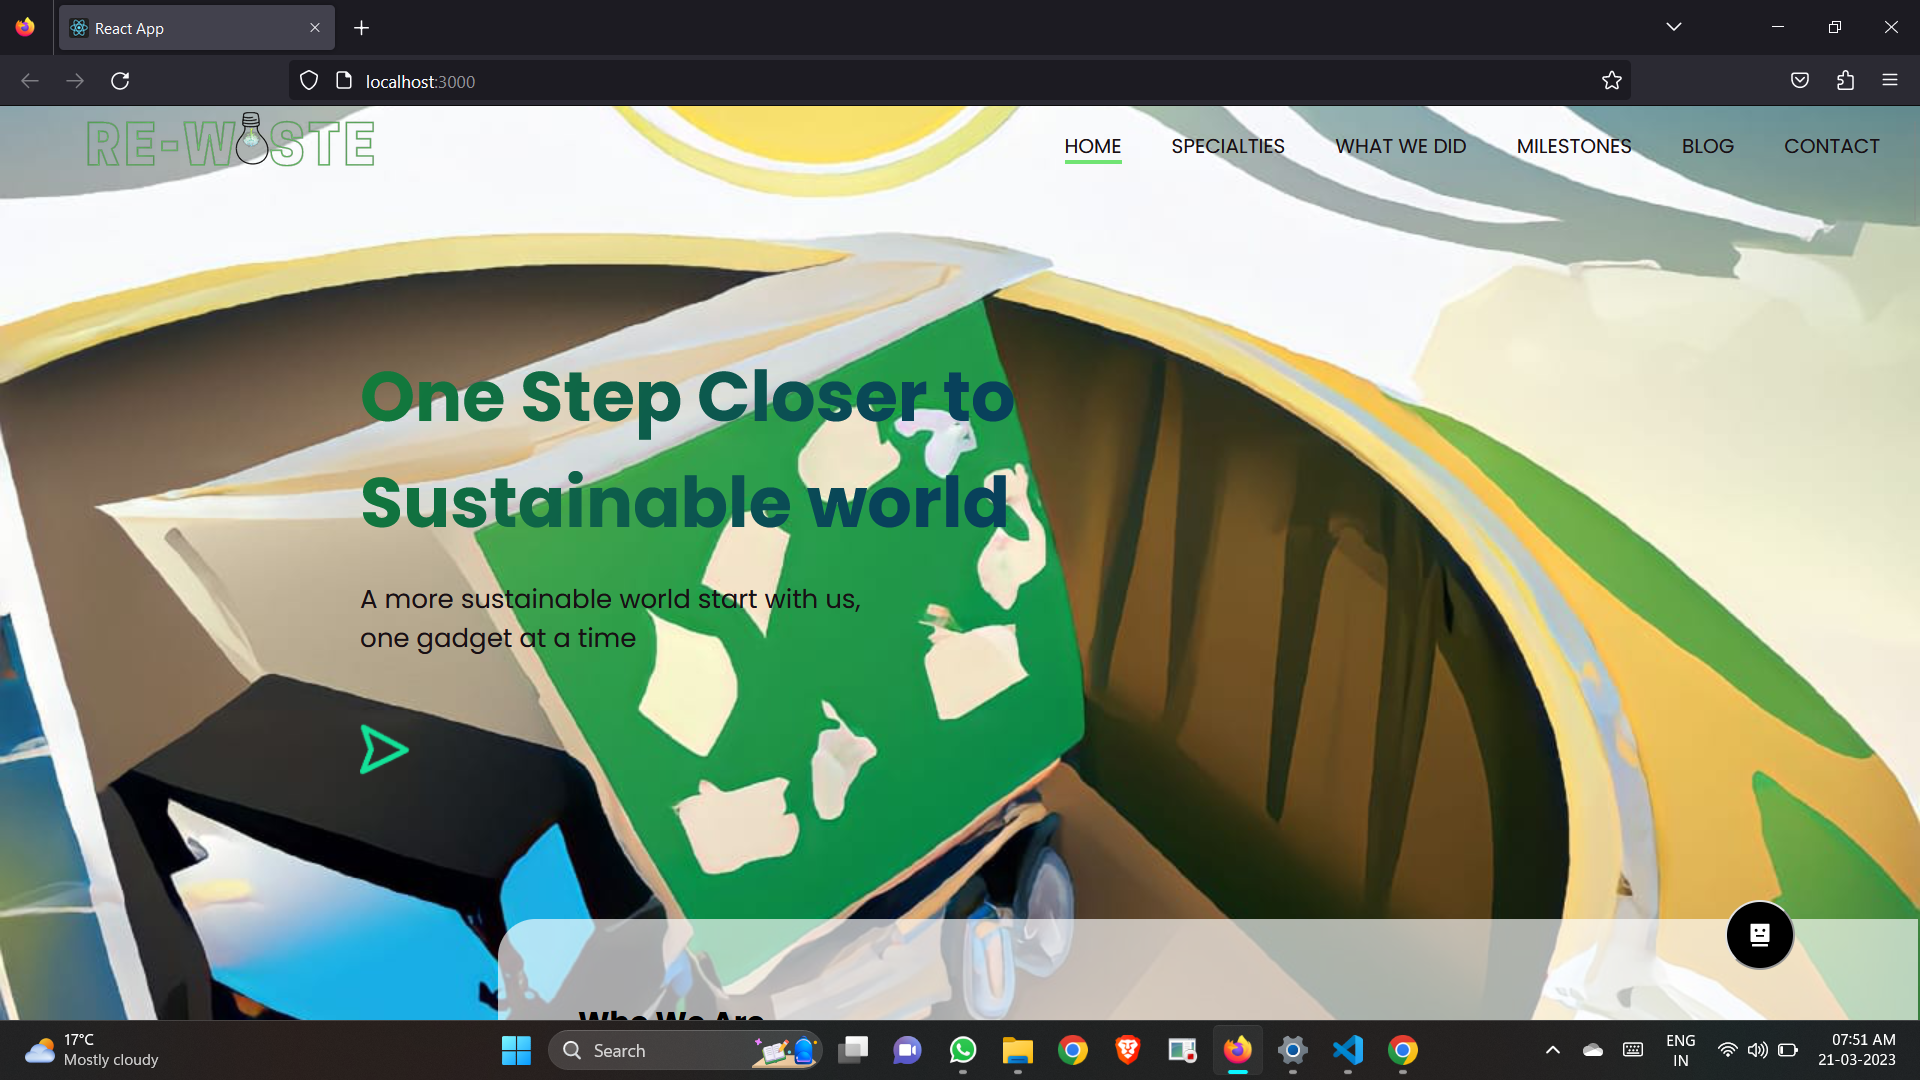 React App
localhost:3000
RE-WASTE
HOME
SPECIALTIES
WHAT WE DID
MILESTONES
BLOG
CONTACT
One Step Closer to
Sustainable world
A more sustainable world start with us,
one gadget at a time
Who We Are
17°C
Mostly cloudy
Search
ENG
IN
07:51 AM
21-03-2023